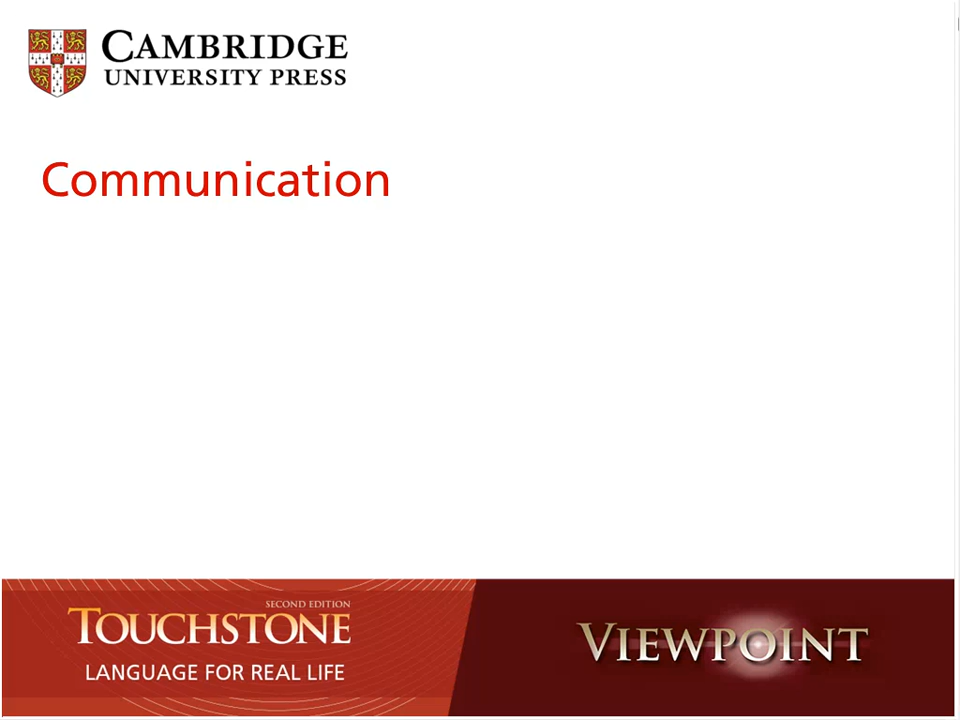 CAMBRIDGE
UNIVERSITY PRESS
Communication
SECOND EDITION
TOUCHSTONE
LANGUAGE FOR REAL LIFE
VIEWPOINT